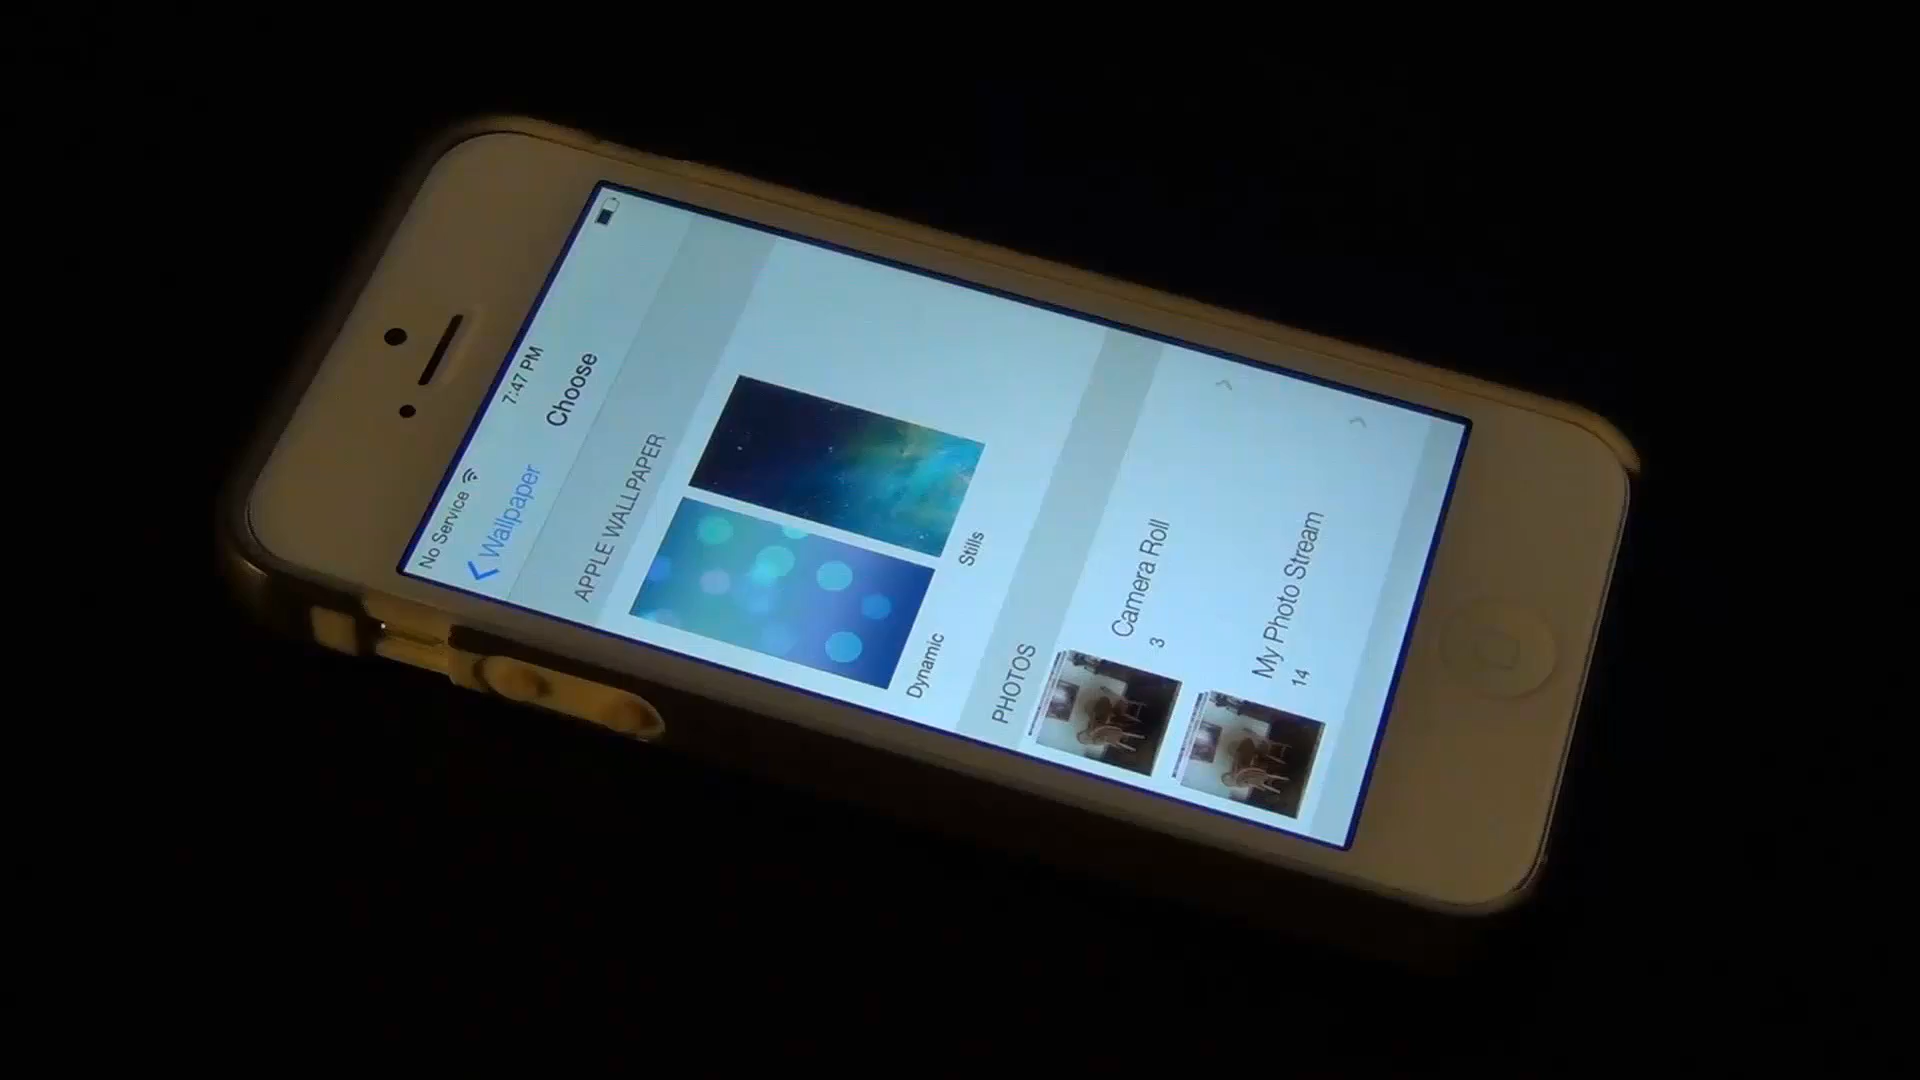 No Service 7:47 PM
Wallpaper Choose
APPLE WALLPAPER
Dynamic Stills
PHOTOS
Camera Roll
3
My Photo Stream
14